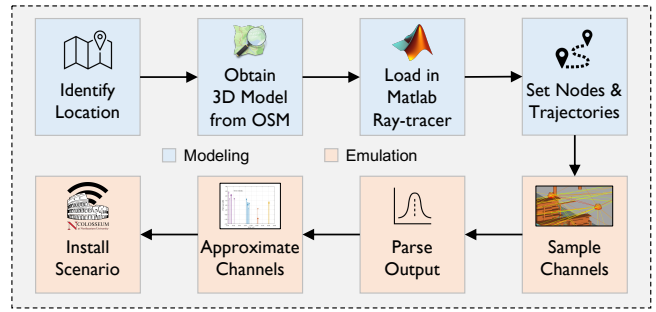 Identify
Location
Obtain
3D Model
from OSM
Load in
Matlab
Ray-tracer
Set Nodes &
Trajectories
Modeling
Emulation
NCOLOSSEUM
Install
Scenario
Approximate
Channels
Parse
Output
Sample
Channels